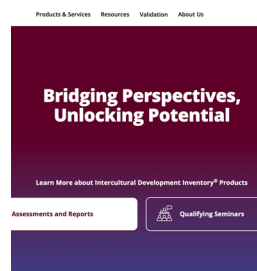 Products & Services Resources Validation About Us
Bridging Perspectives,
Unlocking Potential
Learn More about Intercultural Development Inventory® Products
Assessments and Reports Qualifying Seminars